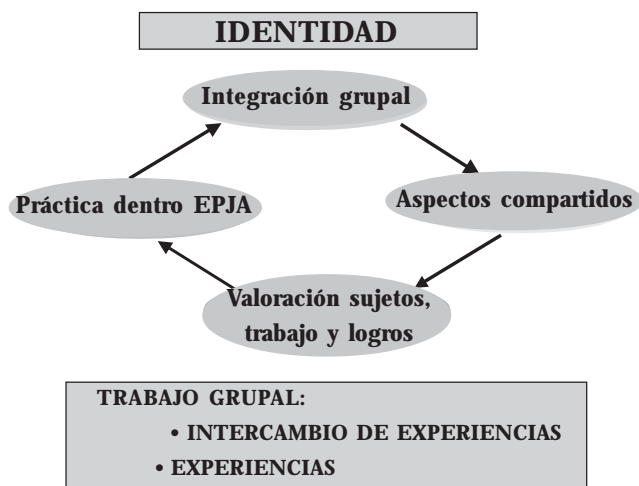 IDENTIDAD
Integración grupal
Práctica dentro EPJA
Aspectos compartidos
Valoración sujetos,
trabajo y logros
TRABAJO GRUPAL:
• INTERCAMBIO DE EXPERIENCIAS
• EXPERIENCIAS